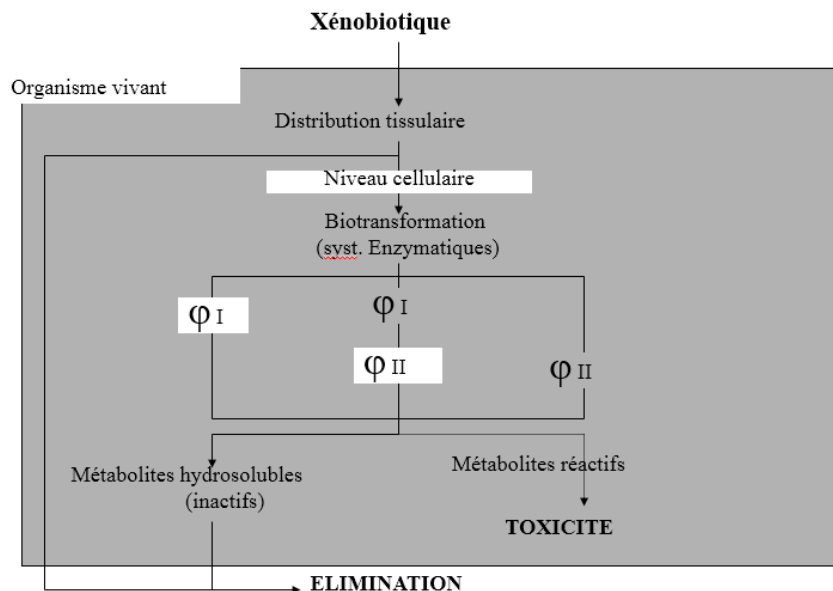 Xénobiotique
Organisme vivant
Distribution tissulaire
Niveau cellulaire
Biotransformation
(syst. Enzymatiques)
φ I
φ I
φ II
φ II
Métabolites hydrosolubles
(inactifs)
Métabolites réactifs
TOXICITE
ELIMINATION